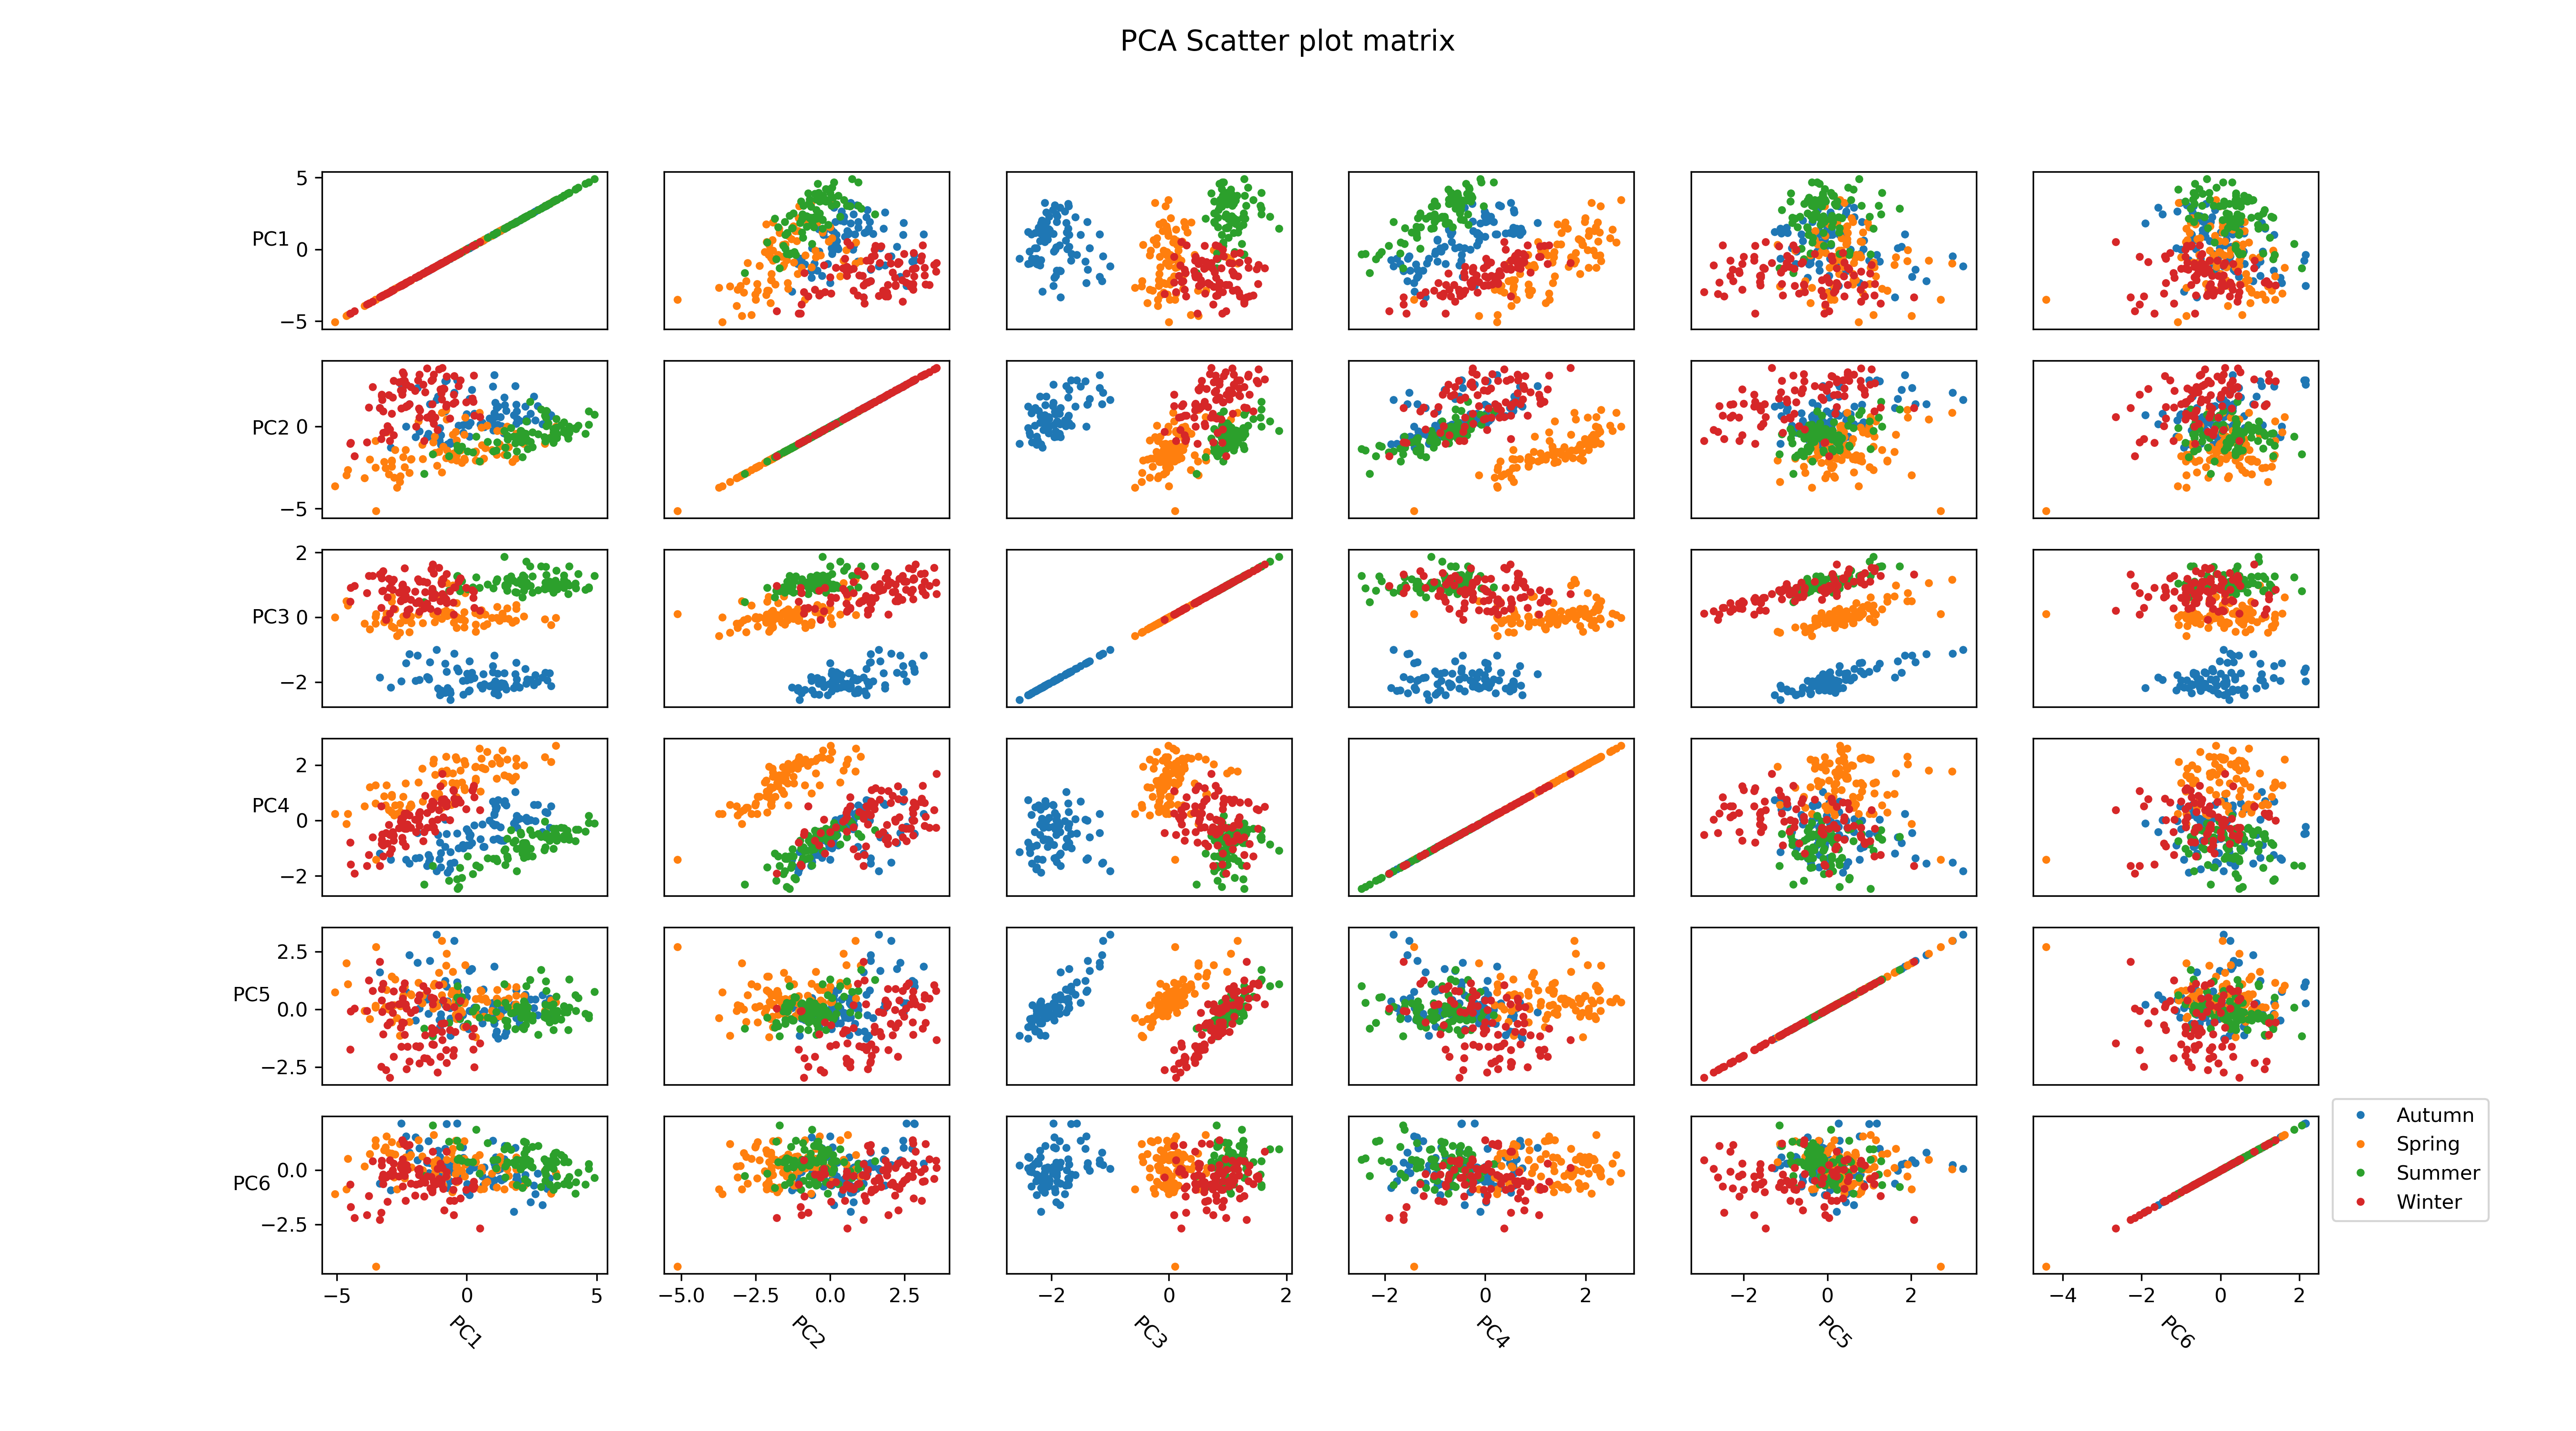 PCA Scatter plot matrix
5
PC1
0
−5
PC2 0
−5
2
PC3 0
−2
2
PC4
0
−2
2.5
PC5
0.0
−2.5
0.0
PC6
−2.5
Autumn
Spring
Summer
Winter
−5 0 5 −5.0 −2.5 0.0 2.5 −2 0 2 −2 0 2 −2 0 2 −4 −2 0 2
PC1 PC2 PC3 PC4 PC5 PC6